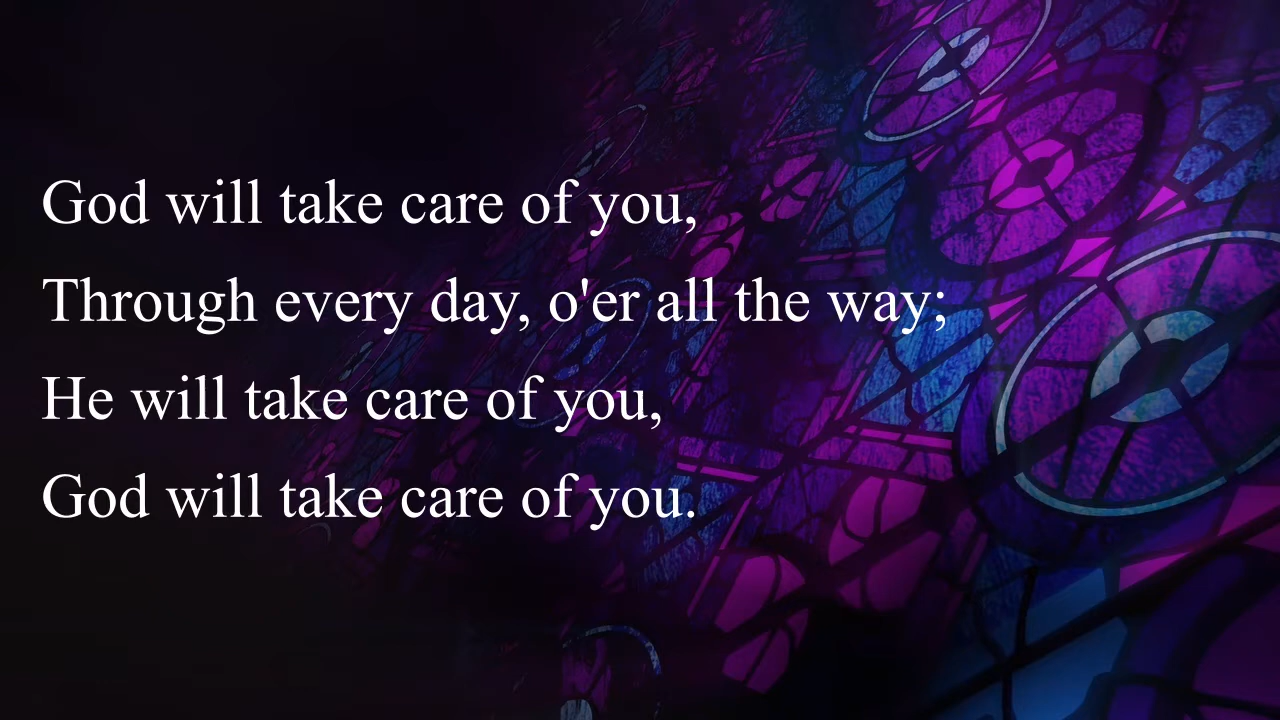 God will take care of you,
Through every day, o'er all the way;
He will take care of you,
God will take care of you.